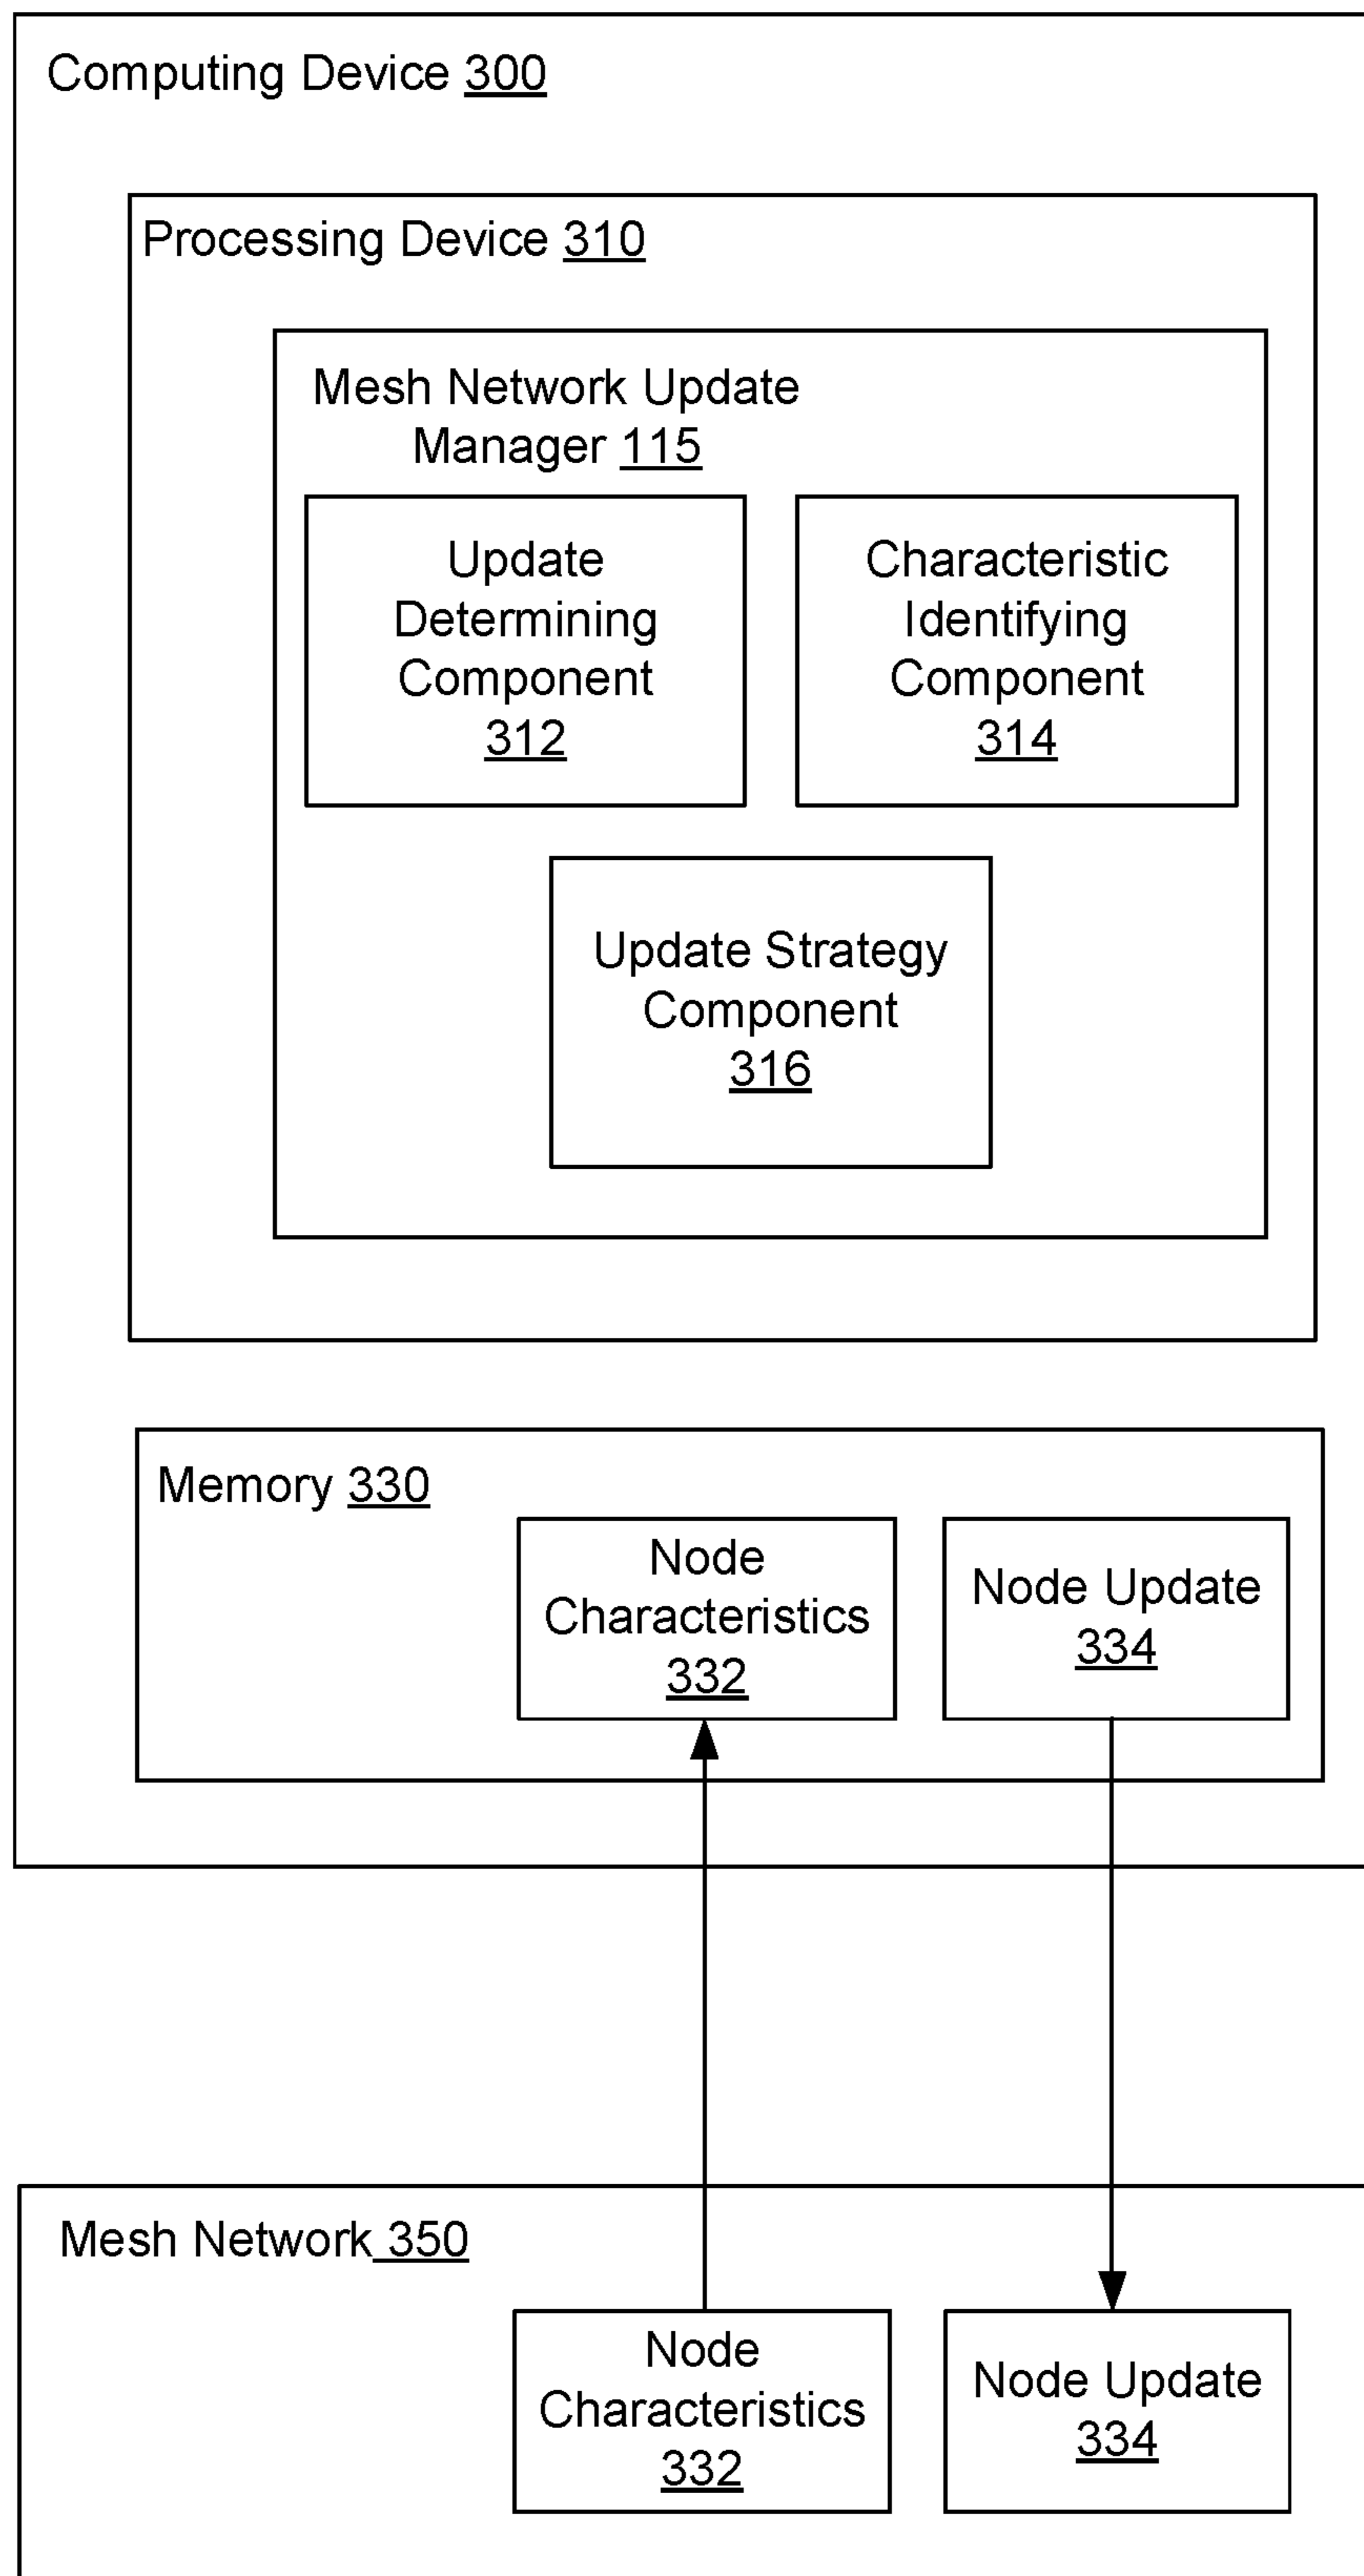 Computing Device 300
Processing Device 310
Mesh Network Update
Manager 115
Update
Determining
Component
312
Characteristic
Identifying
Component
314
Update Strategy
Component
316
Memory 330
Node
Characteristics
332
Node Update
334
Mesh Network 350
Node
Characteristics
332
Node Update
334